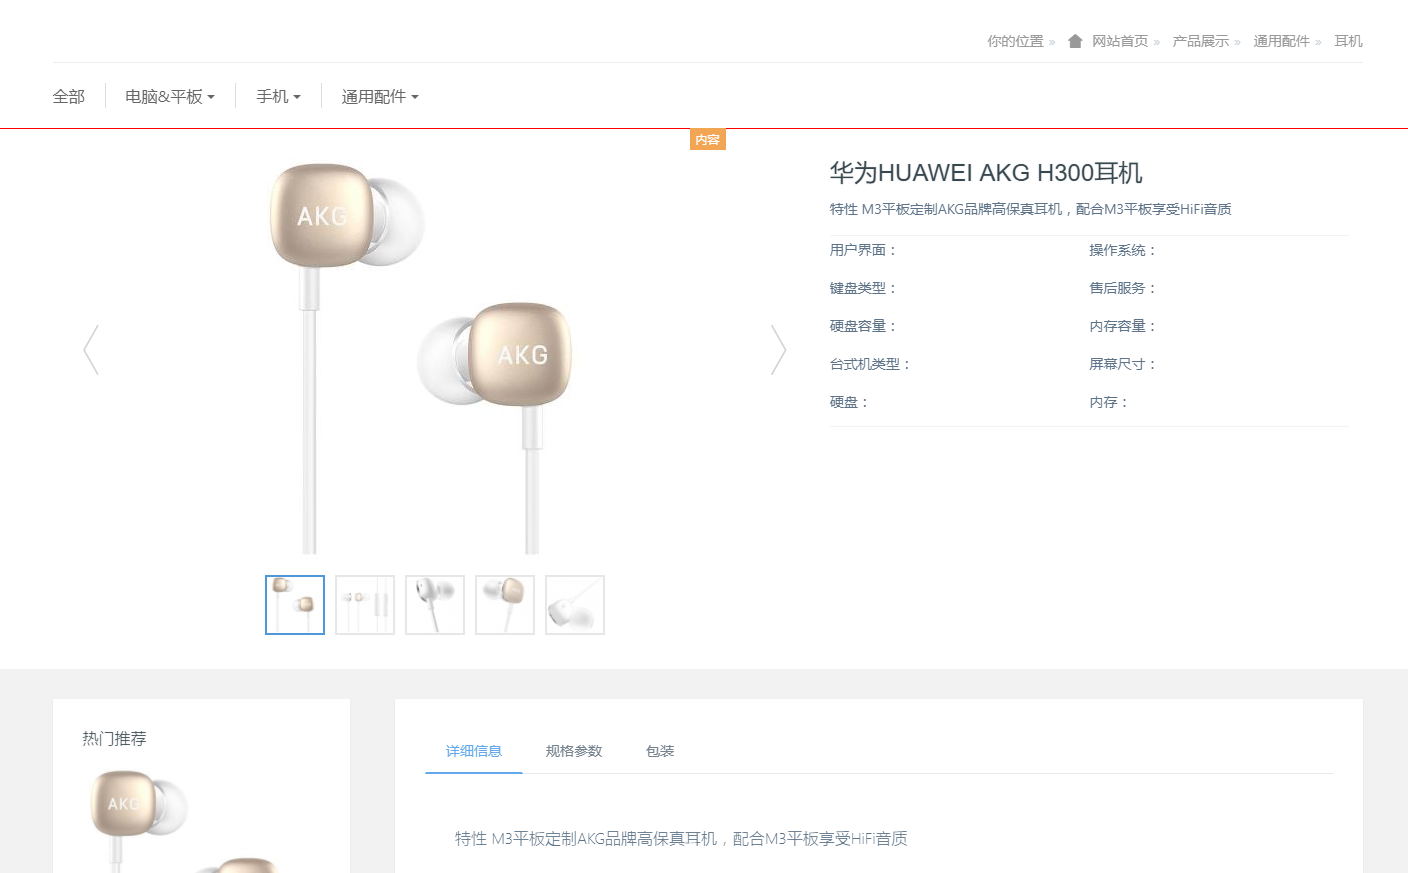 你的位置 » 网站首页 » 产品展示 » 通用配件 » 耳机
全部 电脑&平板 手机 通用配件
内容
AKG
AKG
华为HUAWEI AKG H300耳机
特性 M3平板定制AKG品牌高保真耳机，配合M3平板享受HiFi音质
用户界面： 操作系统：
键盘类型： 售后服务：
硬盘容量： 内存容量：
台式机类型： 屏幕尺寸：
硬盘： 内存：
热门推荐
AKG
详细信息 规格参数 包装
特性 M3平板定制AKG品牌高保真耳机，配合M3平板享受HiFi音质